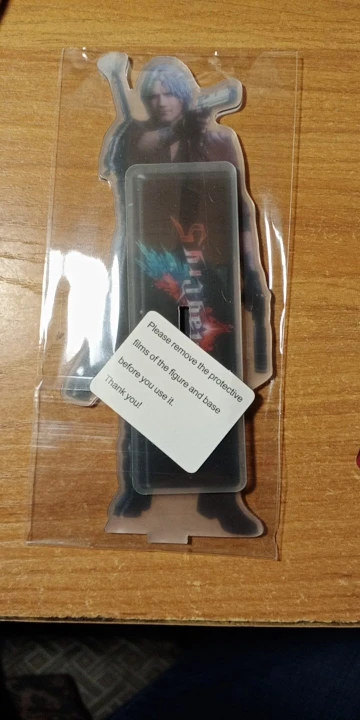 Please remove the protective
films of the figure and base
before you use it.
Thank you!